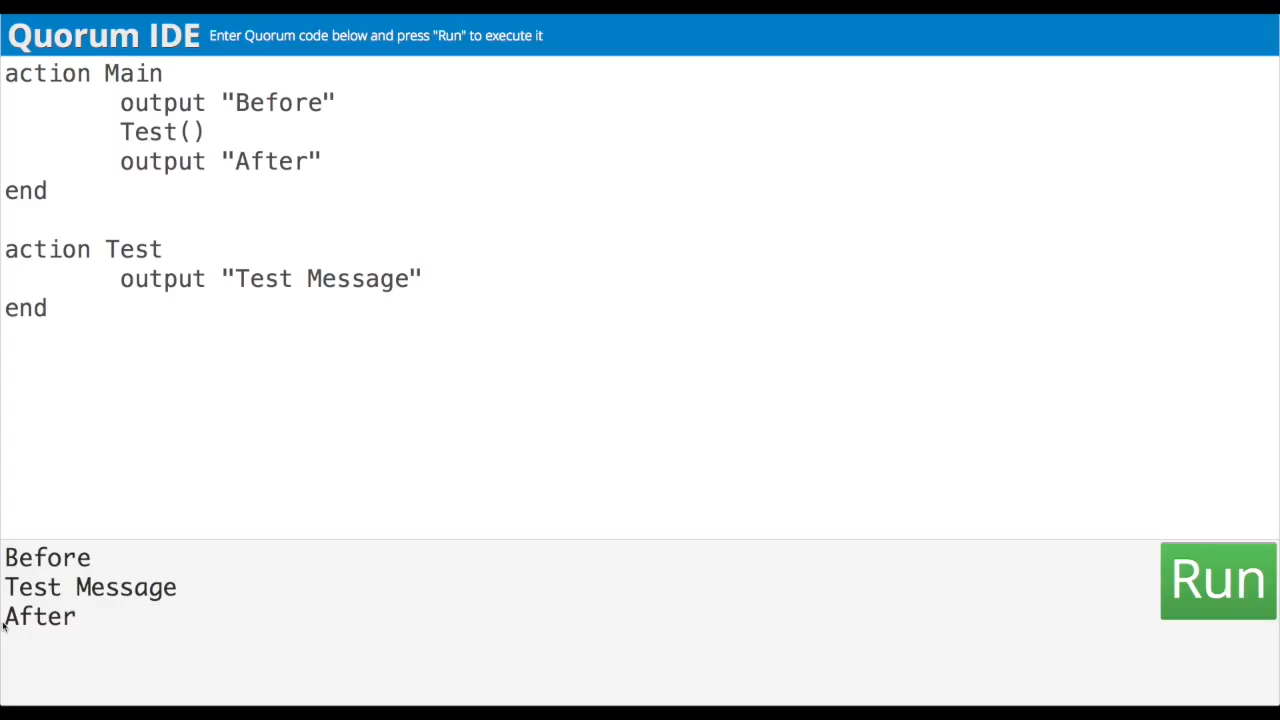 Quorum IDE Enter Quorum code below and press "Run" to execute it
action Main
        output "Before"
        Test()
        output "After"
end

action Test
        output "Test Message"
end
Before
Test Message
After
Run